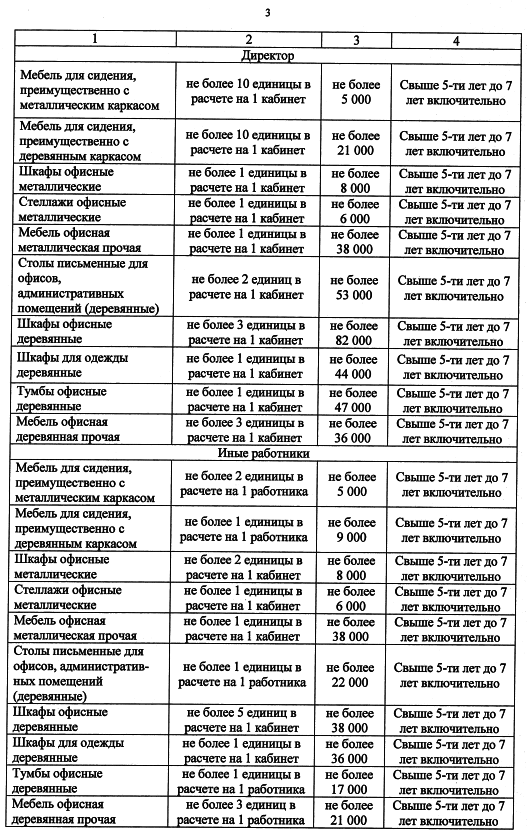 3
1 2 3 4
Директор
Мебель для сидения, преимущественно с металлическим каркасом не более 10 единицы в расчете на 1 кабинет не более 5 000 Свыше 5-ти лет до 7 лет включительно
Мебель для сидения, преимущественно с деревянным каркасом не более 10 единицы в расчете на 1 кабинет не более 21 000 Свыше 5-ти лет до 7 лет включительно
Шкафы офисные металлические не более 1 единицы в расчете на 1 кабинет не более 8 000 Свыше 5-ти лет до 7 лет включительно
Стеллажи офисные металлические не более 1 единицы в расчете на 1 кабинет не более 6 000 Свыше 5-ти лет до 7 лет включительно
Мебель офисная металлическая прочая не более 1 единицы в расчете на 1 кабинет не более 38 000 Свыше 5-ти лет до 7 лет включительно
Столы письменные для офисов, административных помещений (деревянные) не более 2 единиц в расчете на 1 кабинет не более 53 000 Свыше 5-ти лет до 7 лет включительно
Шкафы офисные деревянные не более 3 единицы в расчете на 1 кабинет не более 82 000 Свыше 5-ти лет до 7 лет включительно
Шкафы для одежды деревянные не более 1 единицы в расчете на 1 кабинет не более 44 000 Свыше 5-ти лет до 7 лет включительно
Тумбы офисные деревянные не более 1 единицы в расчете на 1 кабинет не более 47 000 Свыше 5-ти лет до 7 лет включительно
Мебель офисная деревянная прочая не более 3 единицы в расчете на 1 кабинет не более 36 000 Свыше 5-ти лет до 7 лет включительно
Иные работники
Мебель для сидения, преимущественно с металлическим каркасом не более 2 единицы в расчете на 1 работника не более 5 000 Свыше 5-ти лет до 7 лет включительно
Мебель для сидения, преимущественно с деревянным каркасом не более 1 единицы в расчете на 1 работника не более 9 000 Свыше 5-ти лет до 7 лет включительно
Шкафы офисные металлические не более 2 единицы в расчете на 1 кабинет не более 8 000 Свыше 5-ти лет до 7 лет включительно
Стеллажи офисные металлические не более 1 единицы в расчете на 1 кабинет не более 6 000 Свыше 5-ти лет до 7 лет включительно
Мебель офисная металлическая прочая не более 1 единицы в расчете на 1 кабинет не более 38 000 Свыше 5-ти лет до 7 лет включительно
Столы письменные для офисов, административ-ных помещений (деревянные) не более 1 единицы в расчете на 1 работника не более 22 000 Свыше 5-ти лет до 7 лет включительно
Шкафы офисные деревянные не более 5 единиц в расчете на 1 кабинет не более 38 000 Свыше 5-ти лет до 7 лет включительно
Шкафы для одежды деревянные не более 1 единицы в расчете на 1 кабинет не более 36 000 Свыше 5-ти лет до 7 лет включительно
Тумбы офисные деревянные не более 1 единицы в расчете на 1 работника не более 17 000 Свыше 5-ти лет до 7 лет включительно
Мебель офисная деревянная прочая не более 3 единиц в расчете на 1 работника не более 21 000 Свыше 5-ти лет до 7 лет включительно